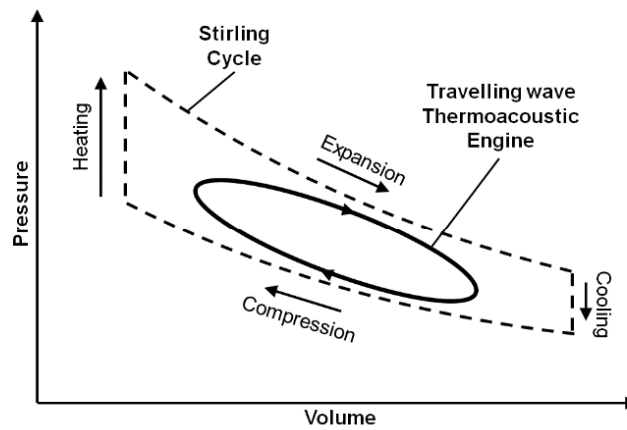 Stirling
Cycle
Travelling wave
Thermoacoustic
Engine
Heating
Expansion
Pressure
Compression
Cooling
Volume